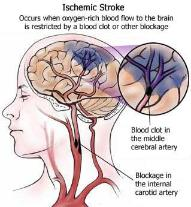 Ischemic Stroke
Occurs when oxygen-rich blood flow to the brain
is restricted by a blood clot or other blockage
Blood clot in
the middle
cerebral artery
Blockage in
the internal
carotid artery